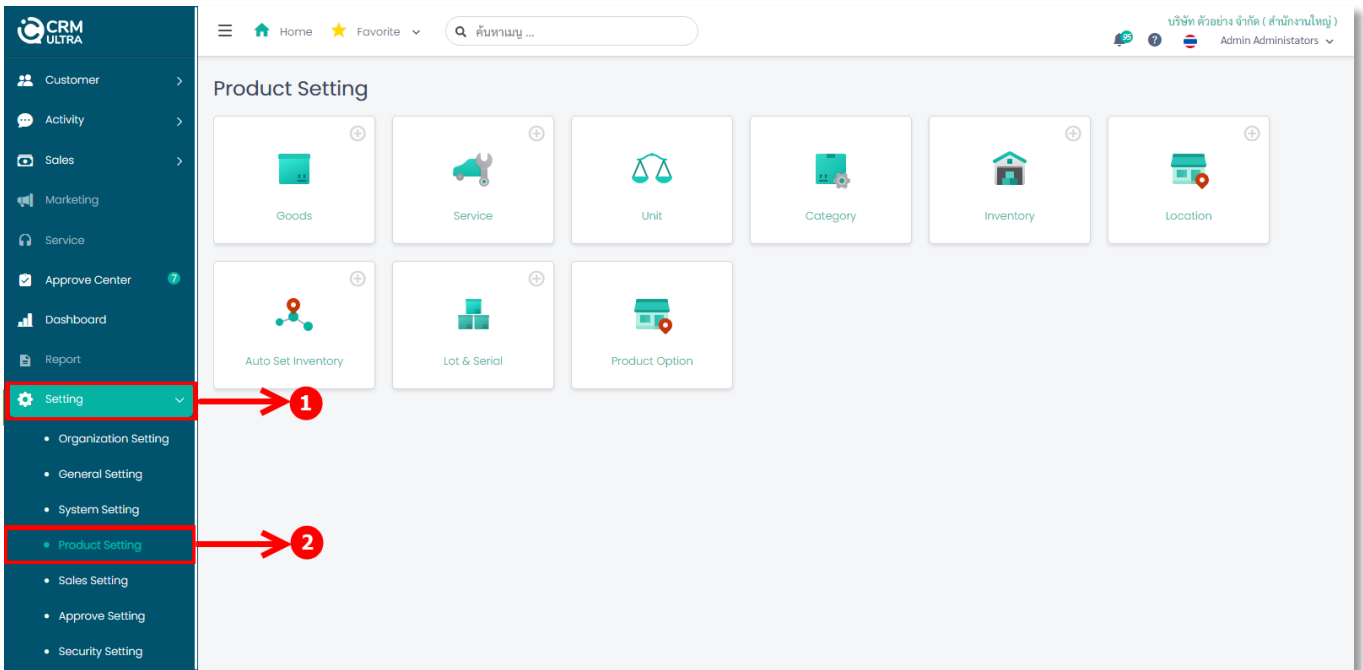 CRM
ULTRA
Home
Favorite
ค้นหาเมนู ...
บริษัท ตัวอย่าง จำกัด ( สำนักงานใหญ่ )
95
?
Admin Administators
Customer
Activity
Sales
Marketing
Service
Approve Center
7
Dashboard
Report
Setting
1
Organization Setting
General Setting
System Setting
Product Setting
2
Sales Setting
Approve Setting
Security Setting
Product Setting
Goods
Service
Unit
Category
Inventory
Location
Auto Set Inventory
Lot & Serial
Product Option